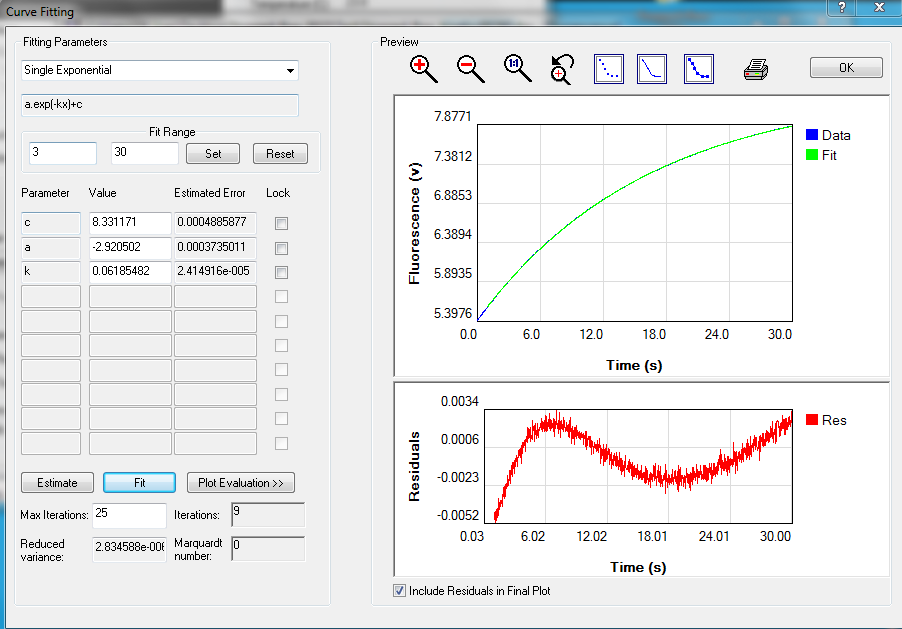 Curve Fitting
?
X
Fitting Parameters
Single Exponential
a.exp(-kx)+c
Fit Range
3 30 Set Reset
Parameter Value Estimated Error Lock
c 8.331171 0.0004885877
a -2.920502 0.0003735011
k 0.06185482 2.414916e-005
Estimate Fit Plot Evaluation >>
Max Iterations: 25 Iterations: 9
Reduced variance: 2.834588e-006 Marquardt number: 0
Preview
1:1
OK
7.8771
7.3812
6.8853
6.3894
5.8935
5.3976
Fluorescence (v)
0.0 6.0 12.0 18.0 24.0 30.0
Time (s)
Data
Fit
0.0034
0.0006
-0.0023
-0.0052
Residuals
0.03 6.02 12.02 18.01 24.01 30.00
Time (s)
Res
Include Residuals in Final Plot